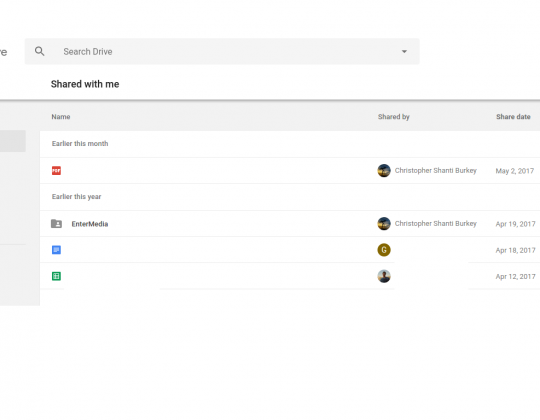 ve
Search Drive
Shared with me
Name Shared by Share date
Earlier this month
PDF Christopher Shanti Burkey May 2, 2017
Earlier this year
EnterMedia Christopher Shanti Burkey Apr 19, 2017
G Apr 18, 2017
Apr 12, 2017